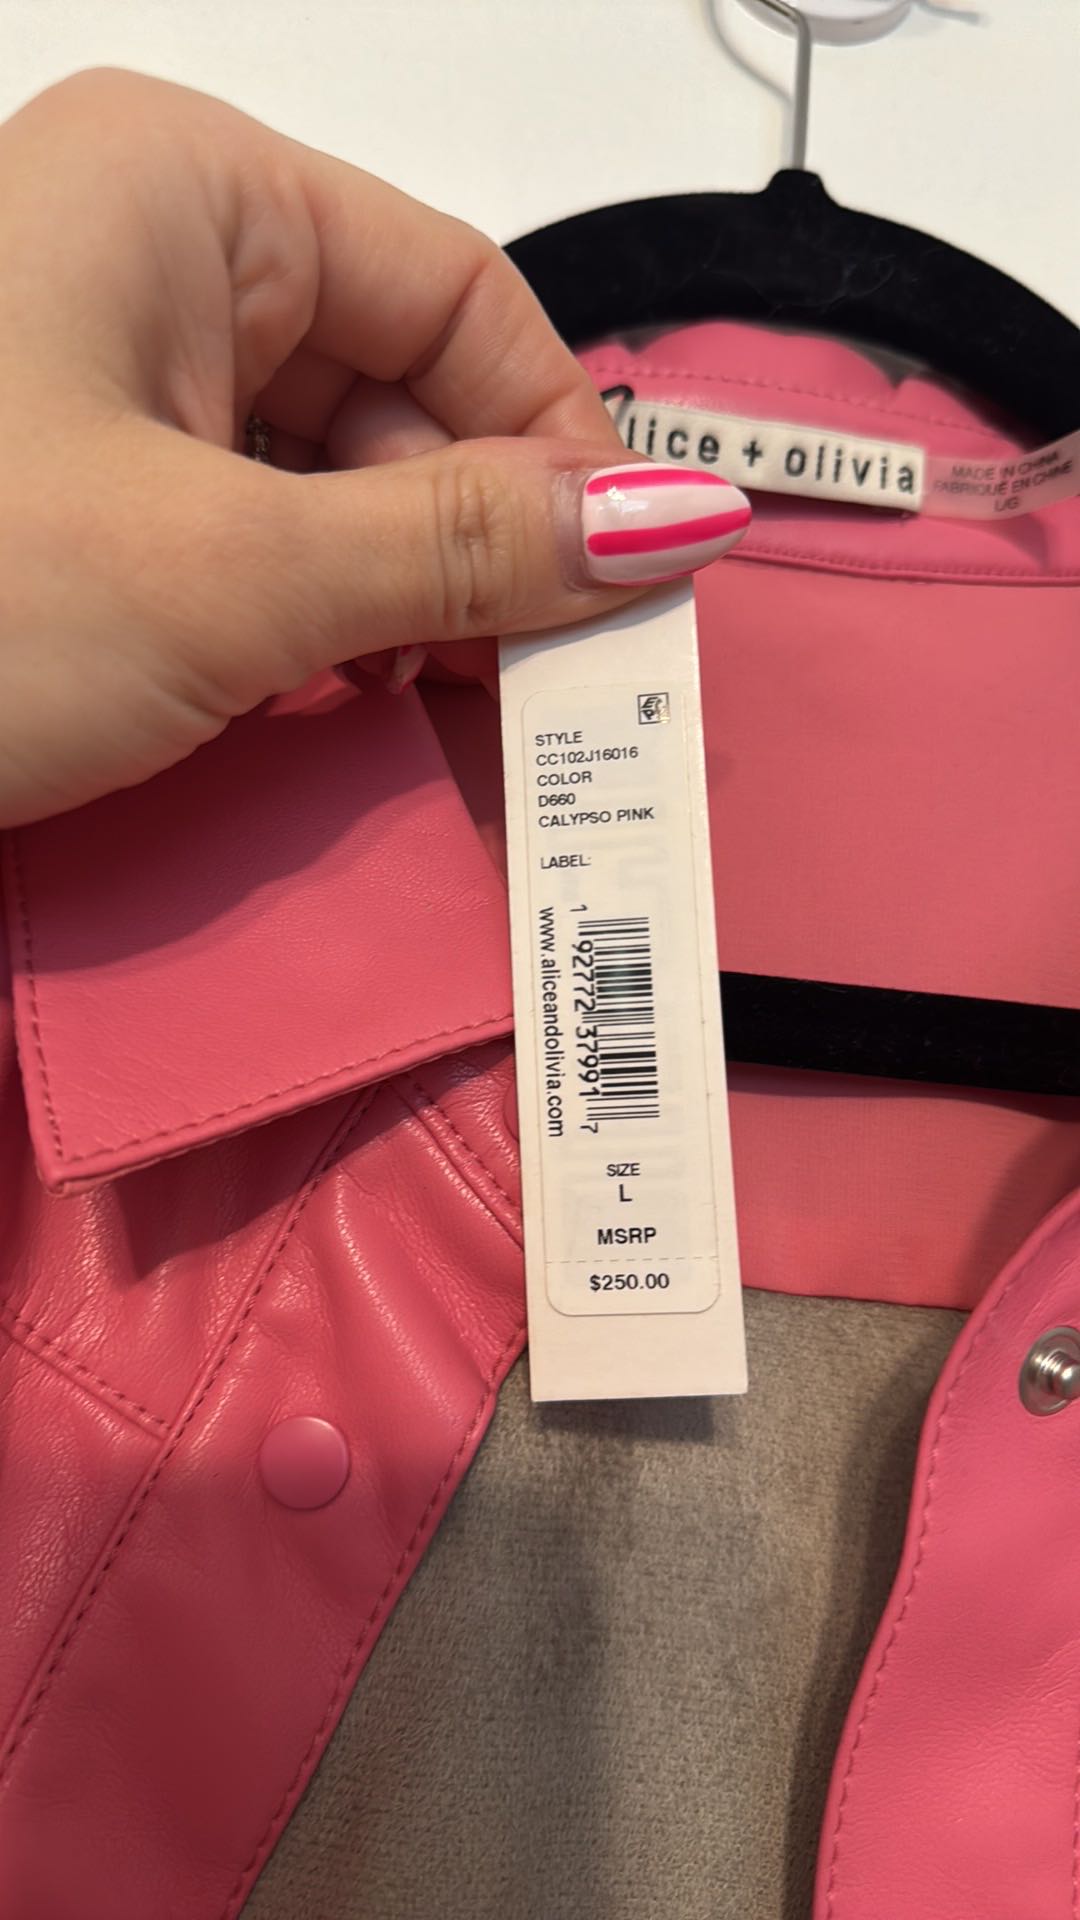 alice + olivia
MADE IN CHINA
FABRIQUÉ EN CHINE
L/G
STYLE
CC102J16016
COLOR
D660
CALYPSO PINK
LABEL:
www.aliceandolivia.com
1 92772 37991 7
SIZE
L
MSRP
$250.00